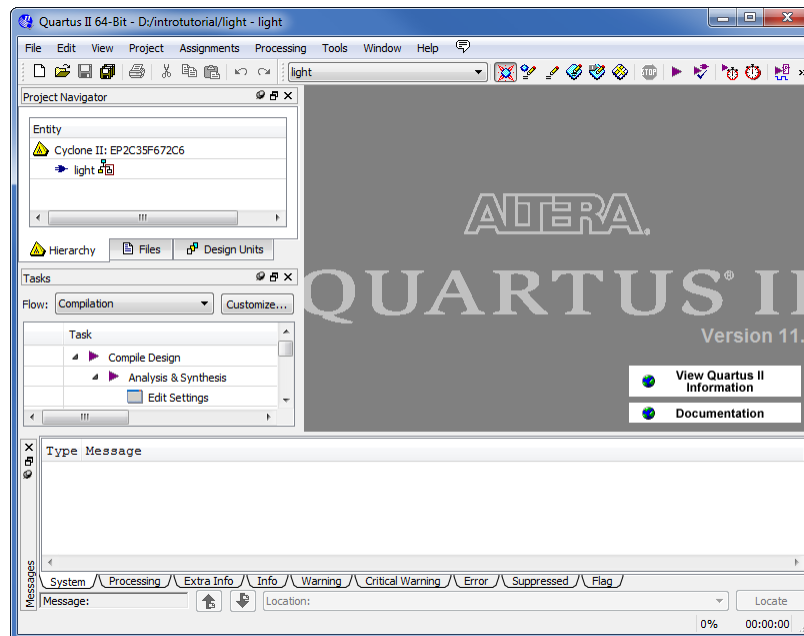 Quartus II 64-Bit - D:/introtutorial/light - light
File Edit View Project Assignments Processing Tools Window Help
light
STOP
Project Navigator
Entity
Cyclone II: EP2C35F672C6
light
Hierarchy Files Design Units
Tasks
Flow: Compilation Customize...
Task
Compile Design
Analysis & Synthesis
Edit Settings
ALTERA.
QUARTUS® II
Version 11.
View Quartus II
Information
Documentation
Type Message
Messages
System Processing Extra Info Info Warning Critical Warning Error Suppressed Flag
Message: Location: Locate
0% 00:00:00